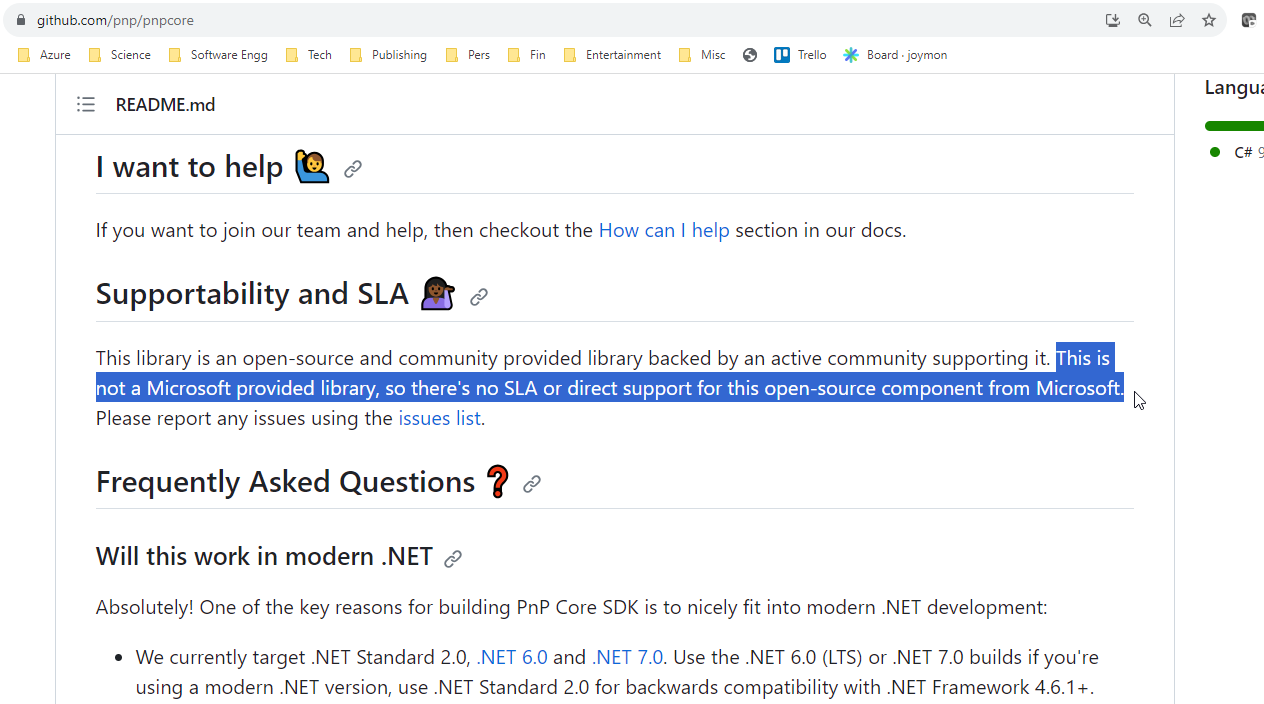 github.com/pnp/pnpcore
Azure Science Software Engg Tech Publishing Pers Fin Entertainment Misc Trello Board · joymon
README.md
Langua
C# 9
I want to help
If you want to join our team and help, then checkout the How can I help section in our docs.
Supportability and SLA
This library is an open-source and community provided library backed by an active community supporting it. This is
not a Microsoft provided library, so there's no SLA or direct support for this open-source component from Microsoft.
Please report any issues using the issues list.
Frequently Asked Questions ❓
Will this work in modern .NET
Absolutely! One of the key reasons for building PnP Core SDK is to nicely fit into modern .NET development:
• We currently target .NET Standard 2.0, .NET 6.0 and .NET 7.0. Use the .NET 6.0 (LTS) or .NET 7.0 builds if you're
using a modern .NET version, use .NET Standard 2.0 for backwards compatibility with .NET Framework 4.6.1+.